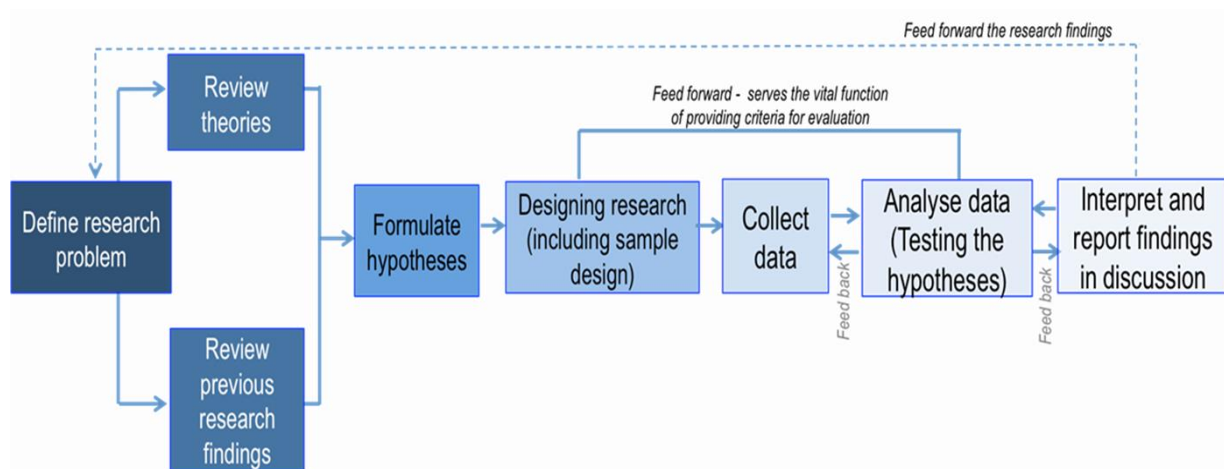 Feed forward the research findings
Review
theories
Feed forward - serves the vital function
of providing criteria for evaluation
Define research
problem
Formulate
hypotheses
Designing research
(including sample
design)
Collect
data
Analyse data
(Testing the
hypotheses)
Interpret and
report findings
in discussion
Feed back
Feed back
Review
previous
research
findings